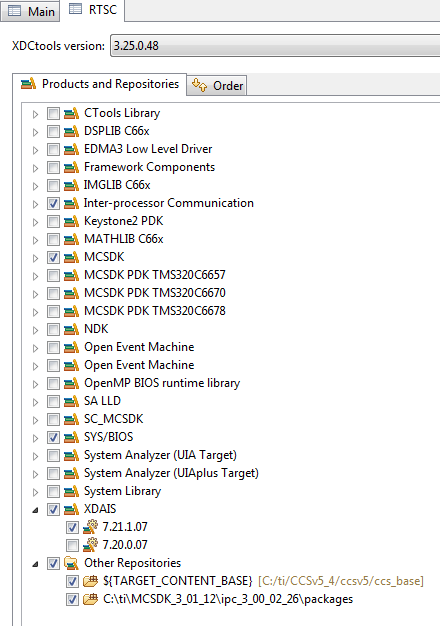 Main
RTSC
XDCtools version: 3.25.0.48
Products and Repositories
Order
CTools Library
DSPLIB C66x
EDMA3 Low Level Driver
Framework Components
IMGLIB C66x
Inter-processor Communication
Keystone2 PDK
MATHLIB C66x
MCSDK
MCSDK PDK TMS320C6657
MCSDK PDK TMS320C6670
MCSDK PDK TMS320C6678
NDK
Open Event Machine
Open Event Machine
OpenMP BIOS runtime library
SA LLD
SC_MCSDK
SYS/BIOS
System Analyzer (UIA Target)
System Analyzer (UIAplus Target)
System Library
XDAIS
7.21.1.07
7.20.0.07
Other Repositories
${TARGET_CONTENT_BASE} [C:/ti/CCSv5_4/ccsv5/ccs_base]
C:\ti\MCSDK_3_01_12\ipc_3_00_02_26\packages